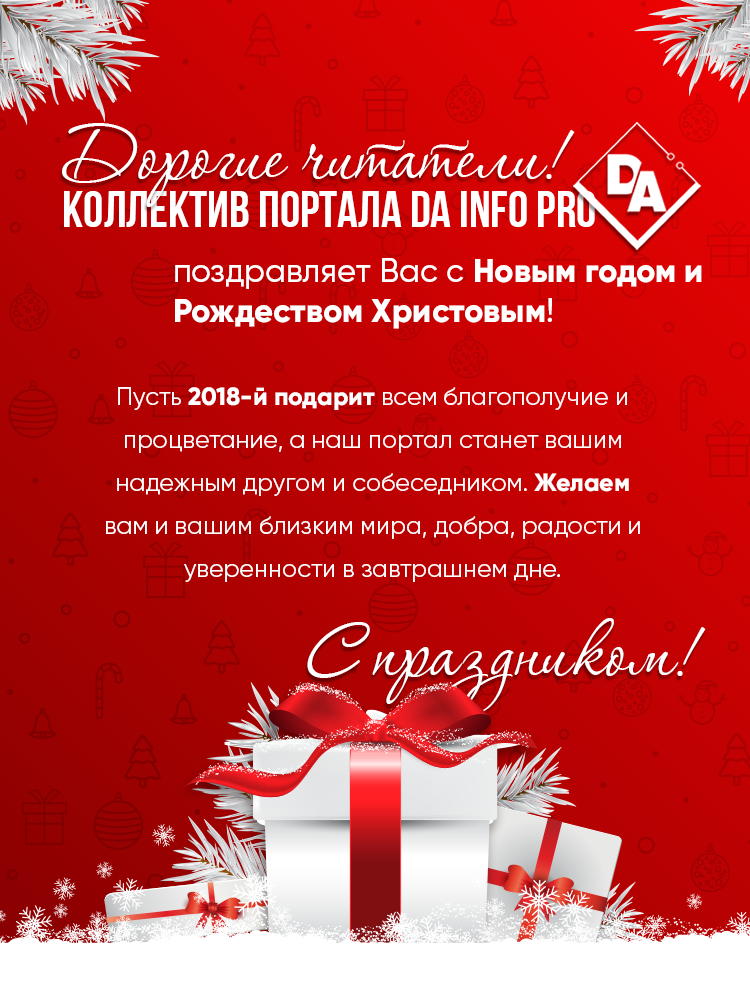 Дорогие читатели!
КОЛЛЕКТИВ ПОРТАЛА DA INFO PRO
DA
поздравляет Вас с Новым годом и
Рождеством Христовым!
Пусть 2018-й подарит всем благополучие и
процветание, а наш портал станет вашим
надежным другом и собеседником. Желаем
вам и вашим близким мира, добра, радости и
уверенности в завтрашнем дне.
С праздником!